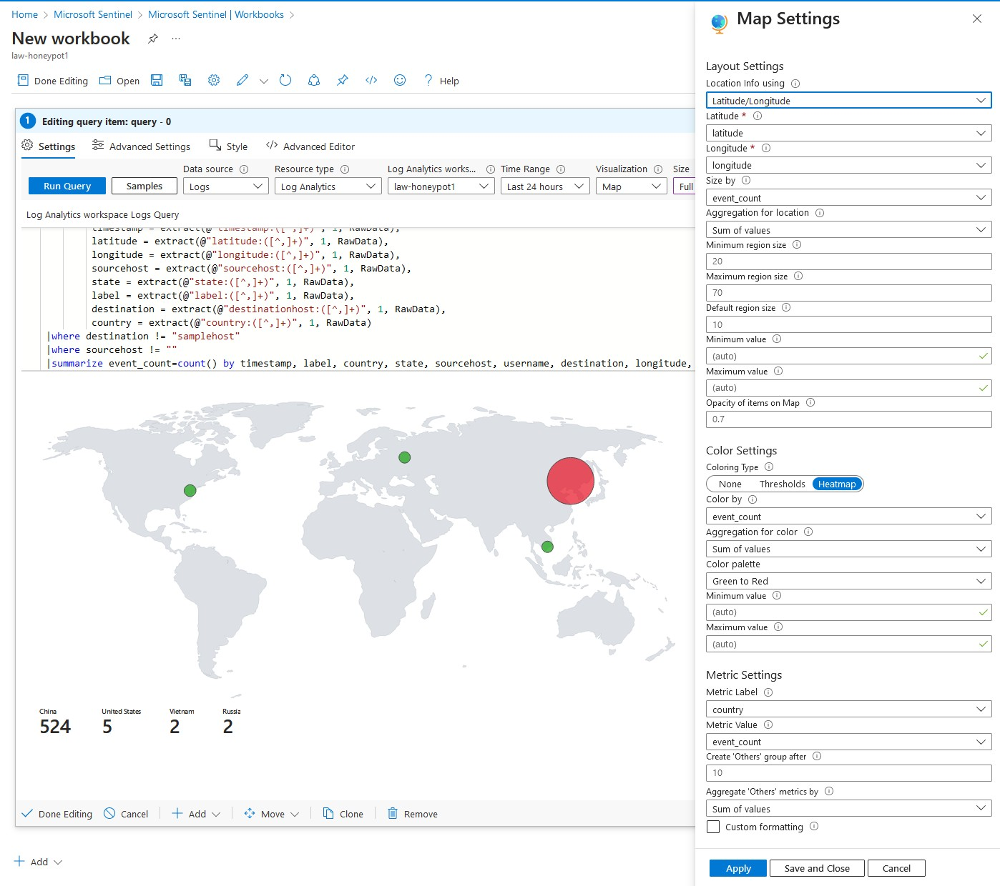 Home > Microsoft Sentinel > Microsoft Sentinel | Workbooks >
New workbook ...
law-honeypot1
Done Editing Open Help
1 Editing query item: query - 0
Settings Advanced Settings Style Advanced Editor
Data source Resource type Log Analytics works... Time Range Visualization Size
Run Query Samples Logs Log Analytics law-honeypot1 Last 24 hours Map Full
Log Analytics workspace Logs Query
timestamp = extract(@"timestamp:([^,]+)", 1, RawData),
latitude = extract(@"latitude:([^,]+)", 1, RawData),
longitude = extract(@"longitude:([^,]+)", 1, RawData),
sourcehost = extract(@"sourcehost:([^,]+)", 1, RawData),
state = extract(@"state:([^,]+)", 1, RawData),
label = extract(@"label:([^,]+)", 1, RawData),
destination = extract(@"destinationhost:([^,]+)", 1, RawData),
country = extract(@"country:([^,]+)", 1, RawData)
|where destination != "samplehost"
|where sourcehost != ""
|summarize event_count=count() by timestamp, label, country, state, sourcehost, username, destination, longitude,
China United States Vietnam Russia
524 5 2 2
Done Editing Cancel Add Move Clone Remove
Add
Map Settings
Layout Settings
Location Info using
Latitude/Longitude
Latitude *
latitude
Longitude *
longitude
Size by
event_count
Aggregation for location
Sum of values
Minimum region size
20
Maximum region size
70
Default region size
10
Minimum value
(auto)
Maximum value
(auto)
Opacity of items on Map
0.7
Color Settings
Coloring Type
None Thresholds Heatmap
Color by
event_count
Aggregation for color
Sum of values
Color palette
Green to Red
Minimum value
(auto)
Maximum value
(auto)
Metric Settings
Metric Label
country
Metric Value
event_count
Create 'Others' group after
10
Aggregate 'Others' metrics by
Sum of values
Custom formatting
Apply Save and Close Cancel